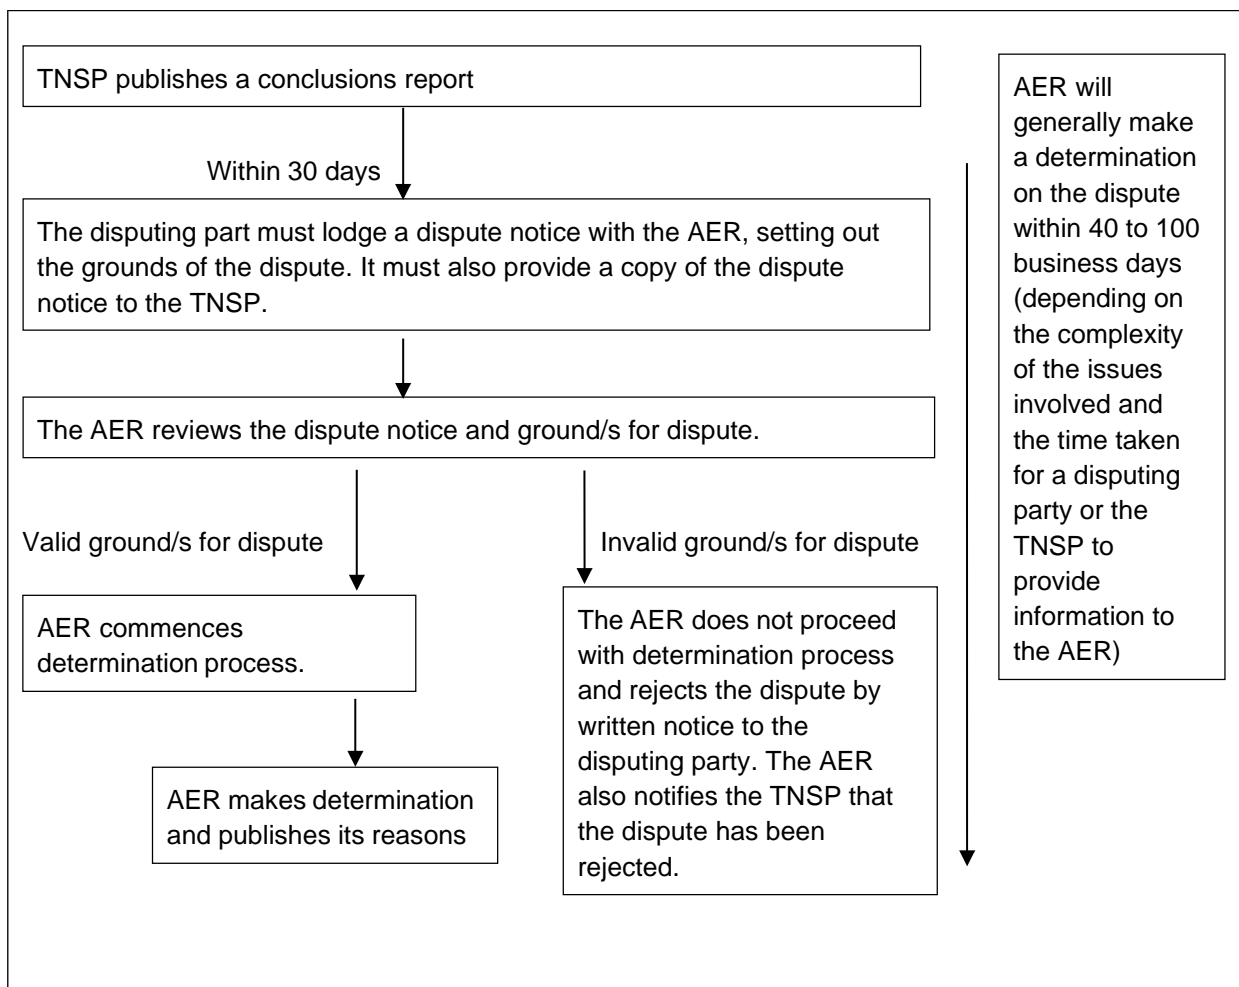 TNSP publishes a conclusions report
Within 30 days
The disputing part must lodge a dispute notice with the AER, setting out
the grounds of the dispute. It must also provide a copy of the dispute
notice to the TNSP.
The AER reviews the dispute notice and ground/s for dispute.
Valid ground/s for dispute
AER commences
determination process.
AER makes determination
and publishes its reasons
Invalid ground/s for dispute
The AER does not proceed
with determination process
and rejects the dispute by
written notice to the
disputing party. The AER
also notifies the TNSP that
the dispute has been
rejected.
AER will
generally make
a determination
on the dispute
within 40 to 100
business days
(depending on
the complexity
of the issues
involved and
the time taken
for a disputing
party or the
TNSP to
provide
information to
the AER)